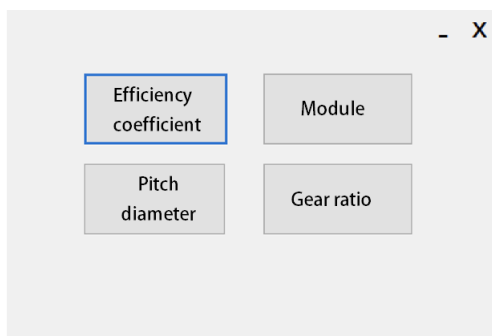 - X
Efficiency
coefficient
Module
Pitch
diameter
Gear ratio